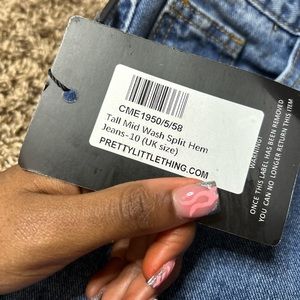 CME1950/5/58
Tall Mid Wash Split Hem
Jeans-10 (UK size)
PRETTYLITTLETHING.COM
WARNING!
ONCE THIS LABEL HAS BEEN REMOVED
YOU CAN NO LONGER RETURN THIS ITEM